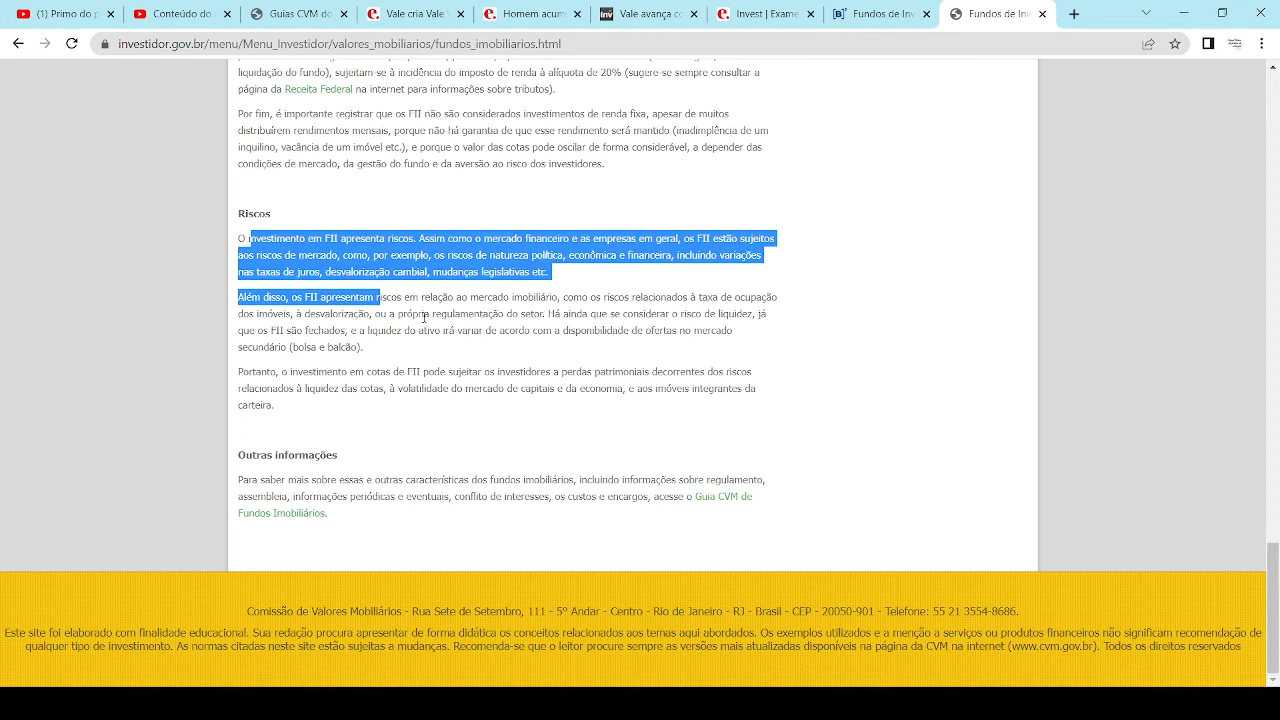 (1) Primo do p
Conteúdo do c
Guias CVM do
Vale cria Vale
Homem acum
Vale avança co
Invest | Exame
Fundos de Inv
Fundos de Inv
investidor.gov.br/menu/Menu_Investidor/valores_mobiliarios/fundos_imobiliarios.html
liquidação do fundo), sujeitam-se à incidência do imposto de renda à alíquota de 20% (sugere-se sempre consultar a
página da Receita Federal na internet para informações sobre tributos).
Por fim, é importante registrar que os FII não são considerados investimentos de renda fixa, apesar de muitos
distribuírem rendimentos mensais, porque não há garantia de que esse rendimento será mantido (inadimplência de um
inquilino, vacância de um imóvel etc.), e porque o valor das cotas pode oscilar de forma considerável, a depender das
condições de mercado, da gestão do fundo e da aversão ao risco dos investidores.
Riscos
O investimento em FII apresenta riscos. Assim como o mercado financeiro e as empresas em geral, os FII estão sujeitos
aos riscos de mercado, como, por exemplo, os riscos de natureza política, econômica e financeira, incluindo variações
nas taxas de juros, desvalorização cambial, mudanças legislativas etc.
Além disso, os FII apresentam riscos em relação ao mercado imobiliário, como os riscos relacionados à taxa de ocupação
dos imóveis, à desvalorização, ou a própria regulamentação do setor. Há ainda que se considerar o risco de liquidez, já
que os FII são fechados, e a liquidez do ativo irá variar de acordo com a disponibilidade de ofertas no mercado
secundário (bolsa e balcão).
Portanto, o investimento em cotas de FII pode sujeitar os investidores a perdas patrimoniais decorrentes dos riscos
relacionados à liquidez das cotas, à volatilidade do mercado de capitais e da economia, e aos imóveis integrantes da
carteira.
Outras informações
Para saber mais sobre essas e outras características dos fundos imobiliários, incluindo informações sobre regulamento,
assembleia, informações periódicas e eventuais, conflito de interesses, os custos e encargos, acesse o Guia CVM de
Fundos Imobiliários.
Comissão de Valores Mobiliários - Rua Sete de Setembro, 111 - 5º Andar - Centro - Rio de Janeiro - RJ - Brasil - CEP - 20050-901 - Telefone: 55 21 3554-8686.
Este site foi elaborado com finalidade educacional. Sua redação procura apresentar de forma didática os conceitos relacionados aos temas aqui abordados. Os exemplos utilizados e a menção a serviços ou produtos financeiros não significam recomendação de
qualquer tipo de investimento. As normas citadas neste site estão sujeitas a mudanças. Recomenda-se que o leitor procure sempre as versões mais atualizadas disponíveis na página da CVM na internet (www.cvm.gov.br). Todos os direitos reservados